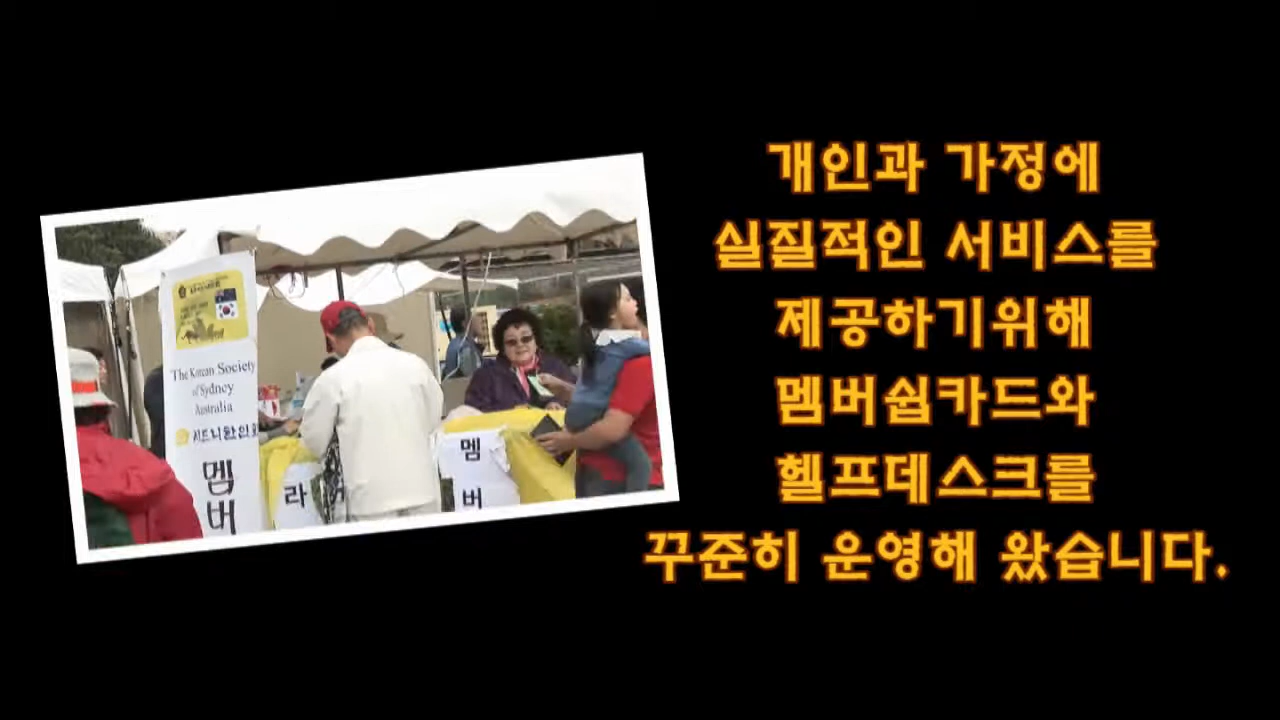 개인과 가정에
실질적인 서비스를
제공하기위해
멤버쉽카드와
헬프데스크를
꾸준히 운영해 왔습니다.
The Korean Society
of Sydney
Australia
시드니한인회
멤
버
라
멤
버